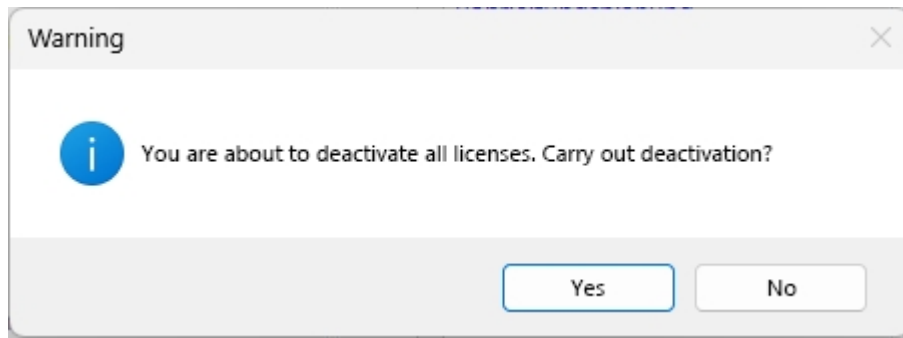 Warning
You are about to deactivate all licenses. Carry out deactivation?
Yes
No